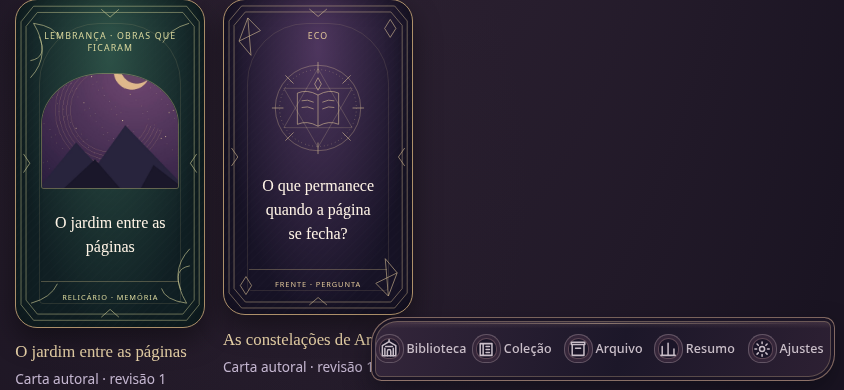 LEMBRANÇA · OBRAS QUE
FICARAM
O jardim entre as
páginas
RELICÁRIO · MEMÓRIA
O jardim entre as páginas
Carta autoral · revisão 1
ECO
O que permanece
quando a página
se fecha?
FRENTE · PERGUNTA
As constelações de
Carta autoral · revisão 1
Biblioteca
Coleção
Arquivo
Resumo
Ajustes